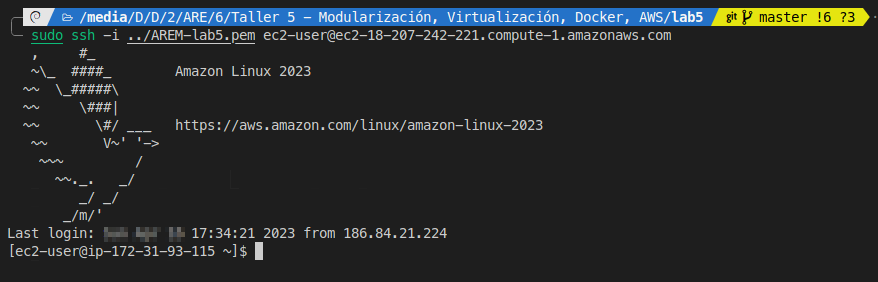 /media/D/D/2/ARE/6/Taller 5 – Modularización, Virtualización, Docker, AWS/lab5 git master !6 ?3
sudo ssh -i ../AREM-lab5.pem ec2-user@ec2-18-207-242-221.compute-1.amazonaws.com
   ,     #_
   ~\_  ####_        Amazon Linux 2023
  ~~  \_#####\
  ~~     \###|
  ~~       \#/ ___   https://aws.amazon.com/linux/amazon-linux-2023
   ~~       V~' '->
    ~~~         /
      ~~._.   _/
         _/ _/
       _/m/'
Last login: 17:34:21 2023 from 186.84.21.224
[ec2-user@ip-172-31-93-115 ~]$